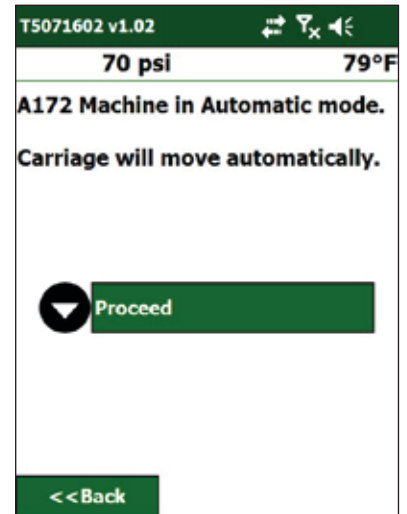 T5071602 v1.02
70 psi 79°F
A172 Machine in Automatic mode.
Carriage will move automatically.
Proceed
<<Back